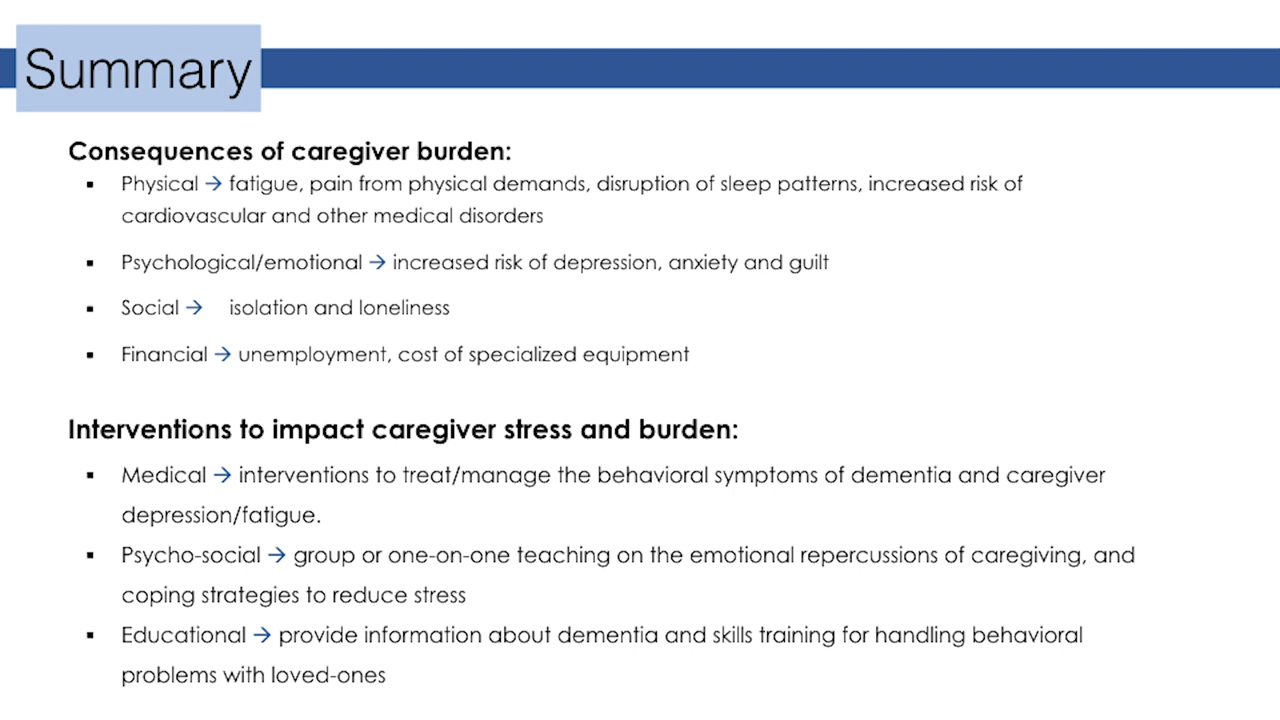 Summary
Consequences of caregiver burden:
▪ Physical → fatigue, pain from physical demands, disruption of sleep patterns, increased risk of
cardiovascular and other medical disorders
▪ Psychological/emotional → increased risk of depression, anxiety and guilt
▪ Social → isolation and loneliness
▪ Financial → unemployment, cost of specialized equipment
Interventions to impact caregiver stress and burden:
▪ Medical → interventions to treat/manage the behavioral symptoms of dementia and caregiver
depression/fatigue.
▪ Psycho-social → group or one-on-one teaching on the emotional repercussions of caregiving, and
coping strategies to reduce stress
▪ Educational → provide information about dementia and skills training for handling behavioral
problems with loved-ones